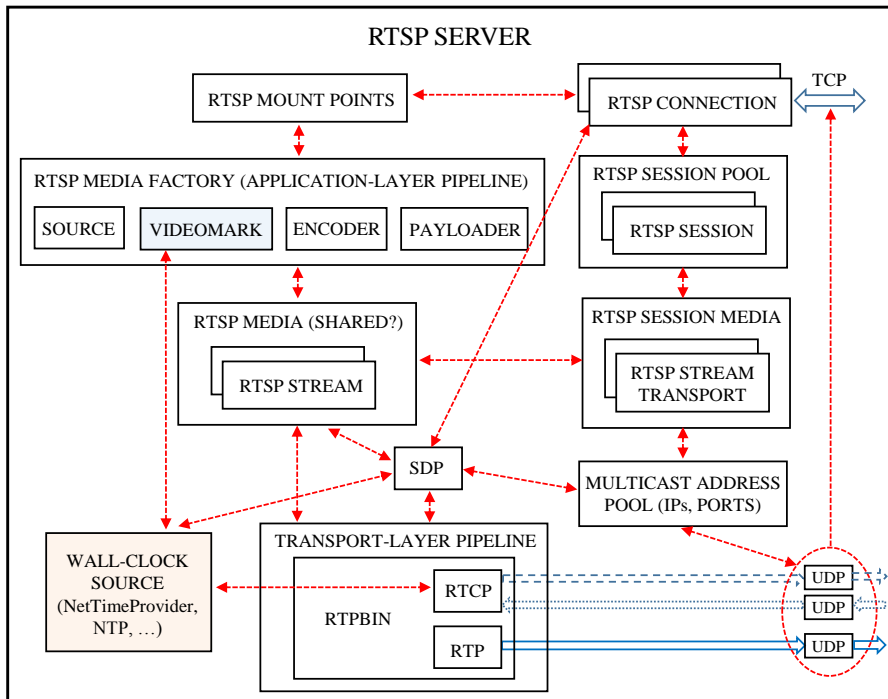 RTSP SERVER
RTSP MOUNT POINTS
RTSP CONNECTION
TCP
RTSP MEDIA FACTORY (APPLICATION-LAYER PIPELINE)
SOURCE
VIDEOMARK
ENCODER
PAYLOADER
RTSP SESSION POOL
RTSP SESSION
RTSP MEDIA (SHARED?)
RTSP STREAM
RTSP SESSION MEDIA
RTSP STREAM
TRANSPORT
SDP
MULTICAST ADDRESS
POOL (IPs, PORTS)
WALL-CLOCK
SOURCE
(NetTimeProvider,
NTP, …)
TRANSPORT-LAYER PIPELINE
RTPBIN
RTCP
RTP
UDP
UDP
UDP